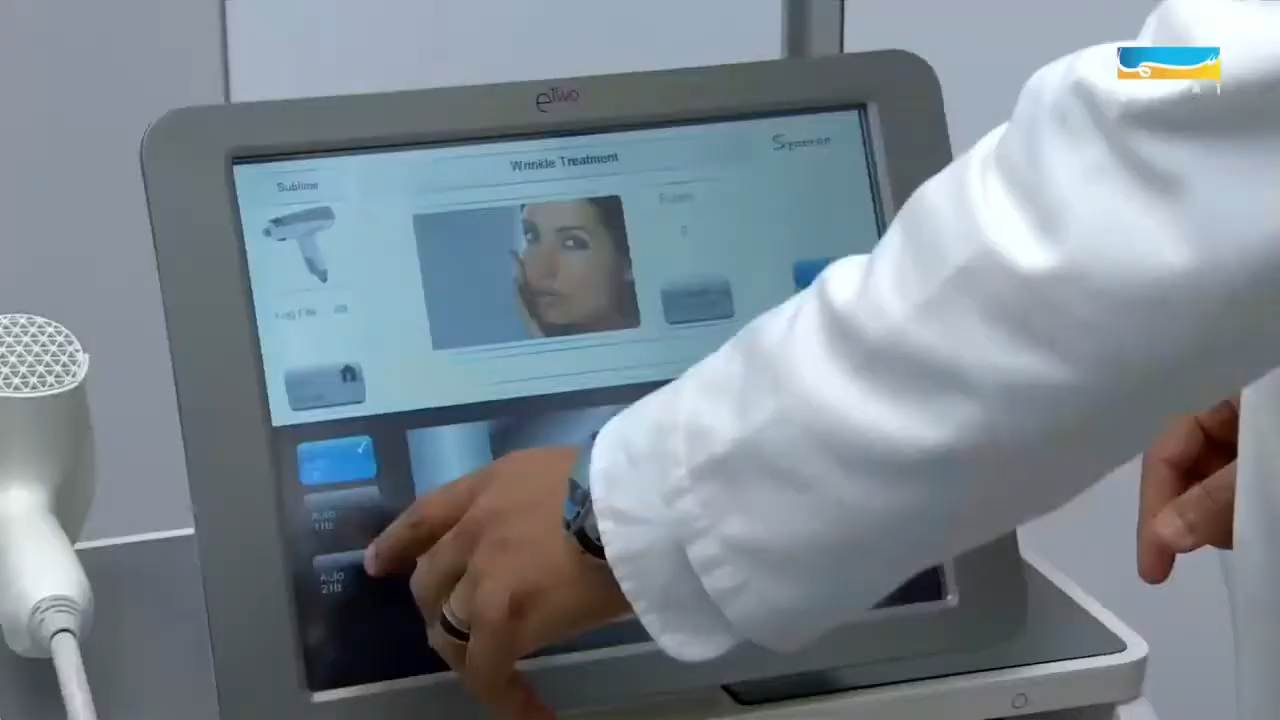 eTwo
Wrinkle Treatment
Syneron
Sublime
Auto
1Hz
Auto
2Hz